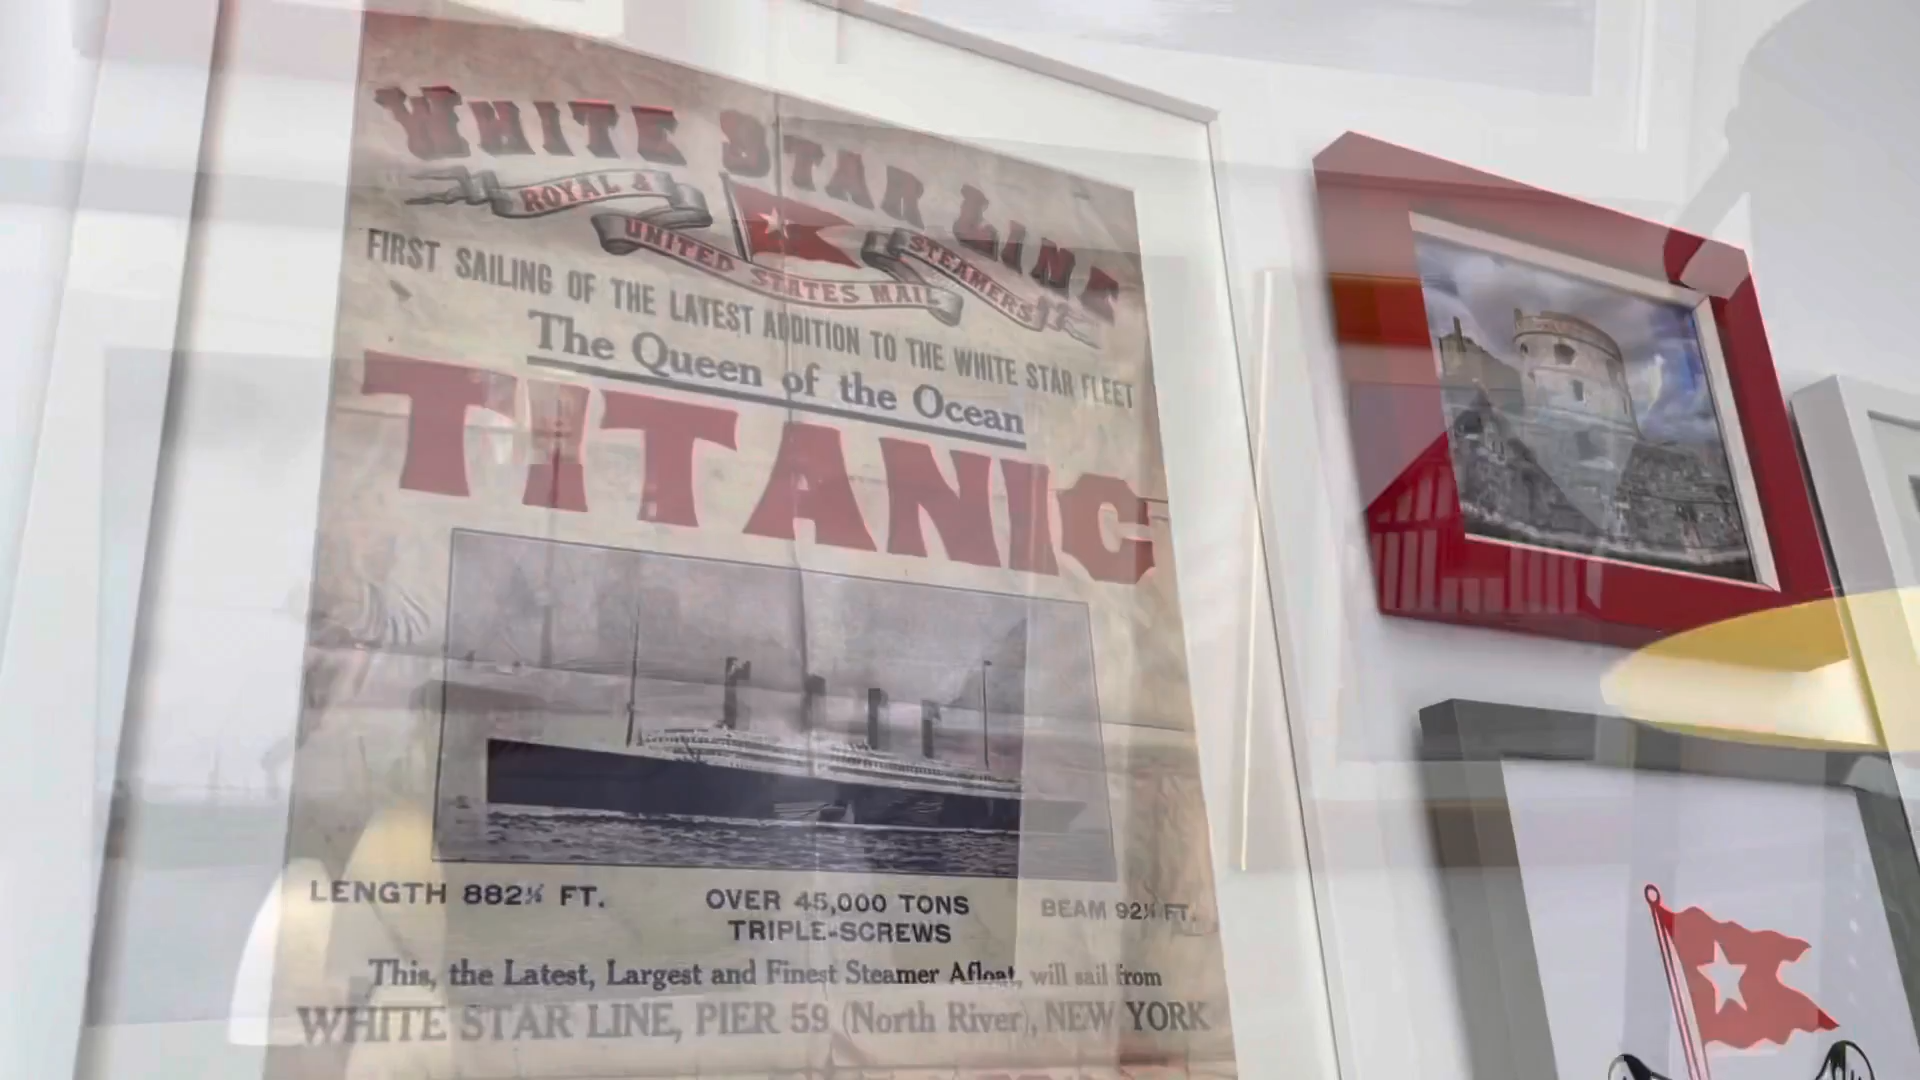 WHITE STAR LINE
ROYAL &
UNITED STATES MAIL
STEAMERS
FIRST SAILING OF THE LATEST ADDITION TO THE WHITE STAR FLEET
The Queen of the Ocean
TITANIC
LENGTH 882½ FT.
OVER 45,000 TONS
TRIPLE-SCREWS
BEAM 92½ FT.
This, the Latest, Largest and Finest Steamer Afloat, will sail from
WHITE STAR LINE, PIER 59 (North River), NEW YORK